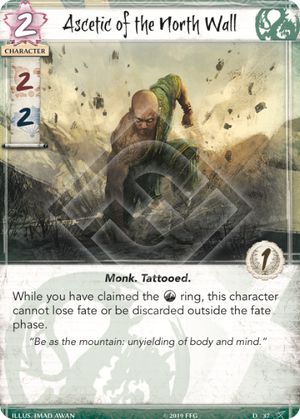 2
Ascetic of the North Wall
CHARACTER
2
2
1
Monk. Tattooed.
While you have claimed the ring, this character
cannot lose fate or be discarded outside the fate
phase.
"Be as the mountain: unyielding of body and mind."
ILLUS. IMAD AWAN
©2019 FFG
D 37